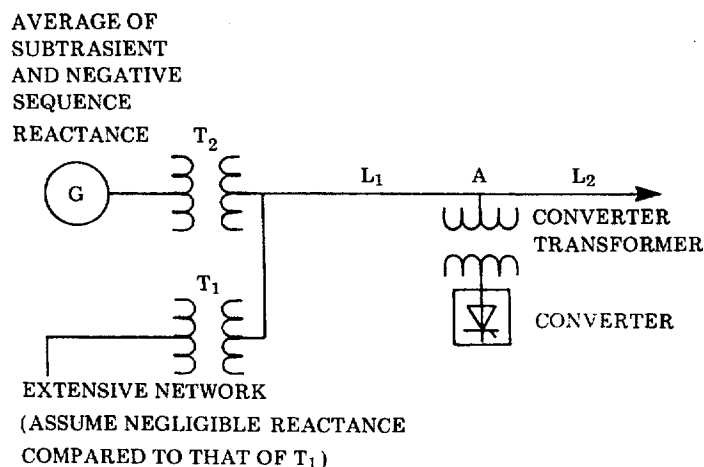 AVERAGE OF
SUBTRASIENT
AND NEGATIVE
SEQUENCE
REACTANCE
T2
G
L1
A
L2
CONVERTER
TRANSFORMER
T1
CONVERTER
EXTENSIVE NETWORK
(ASSUME NEGLIGIBLE REACTANCE
COMPARED TO THAT OF T1)